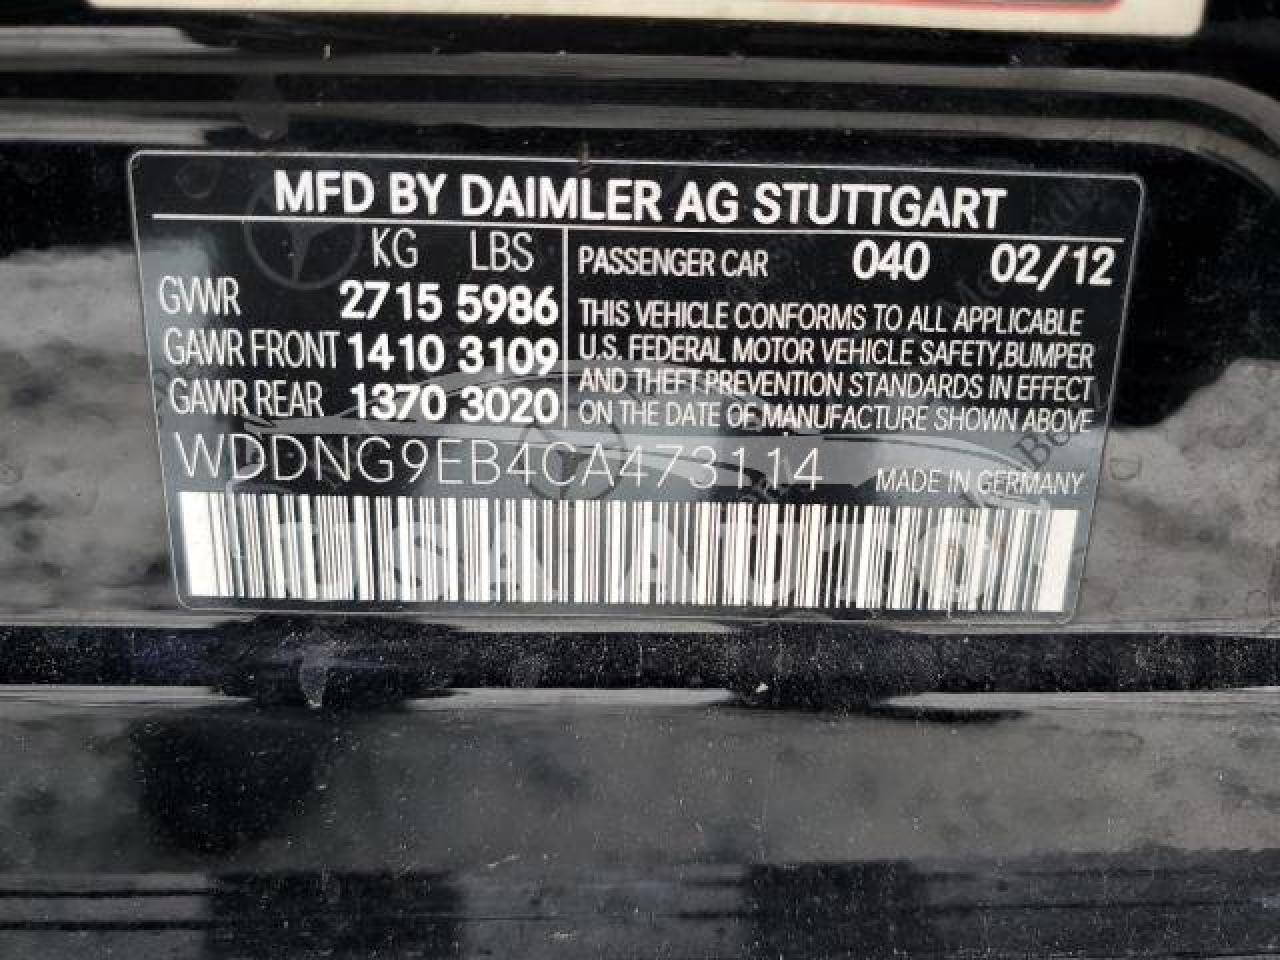 MFD BY DAIMLER AG STUTTGART
KG LBS
GVWR 2715 5986
GAWR FRONT 1410 3109
GAWR REAR 1370 3020
PASSENGER CAR 040 02/12
THIS VEHICLE CONFORMS TO ALL APPLICABLE
U.S. FEDERAL MOTOR VEHICLE SAFETY, BUMPER
AND THEFT PREVENTION STANDARDS IN EFFECT
ON THE DATE OF MANUFACTURE SHOWN ABOVE
WDDNG9EB4CA473114 MADE IN GERMANY
USA AUTO